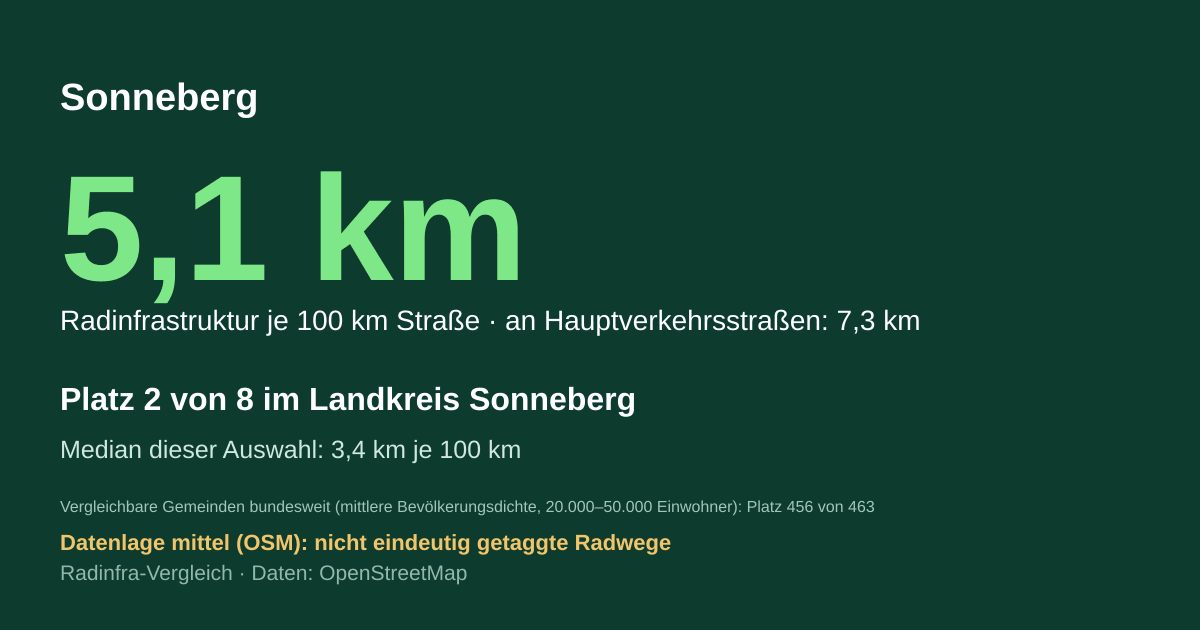 Sonneberg
5,1 km
Radinfrastruktur je 100 km Straße · an Hauptverkehrsstraßen: 7,3 km
Platz 2 von 8 im Landkreis Sonneberg
Median dieser Auswahl: 3,4 km je 100 km
Vergleichbare Gemeinden bundesweit (mittlere Bevölkerungsdichte, 20.000–50.000 Einwohner): Platz 456 von 463
Datenlage mittel (OSM): nicht eindeutig getaggte Radwege
Radinfra-Vergleich · Daten: OpenStreetMap